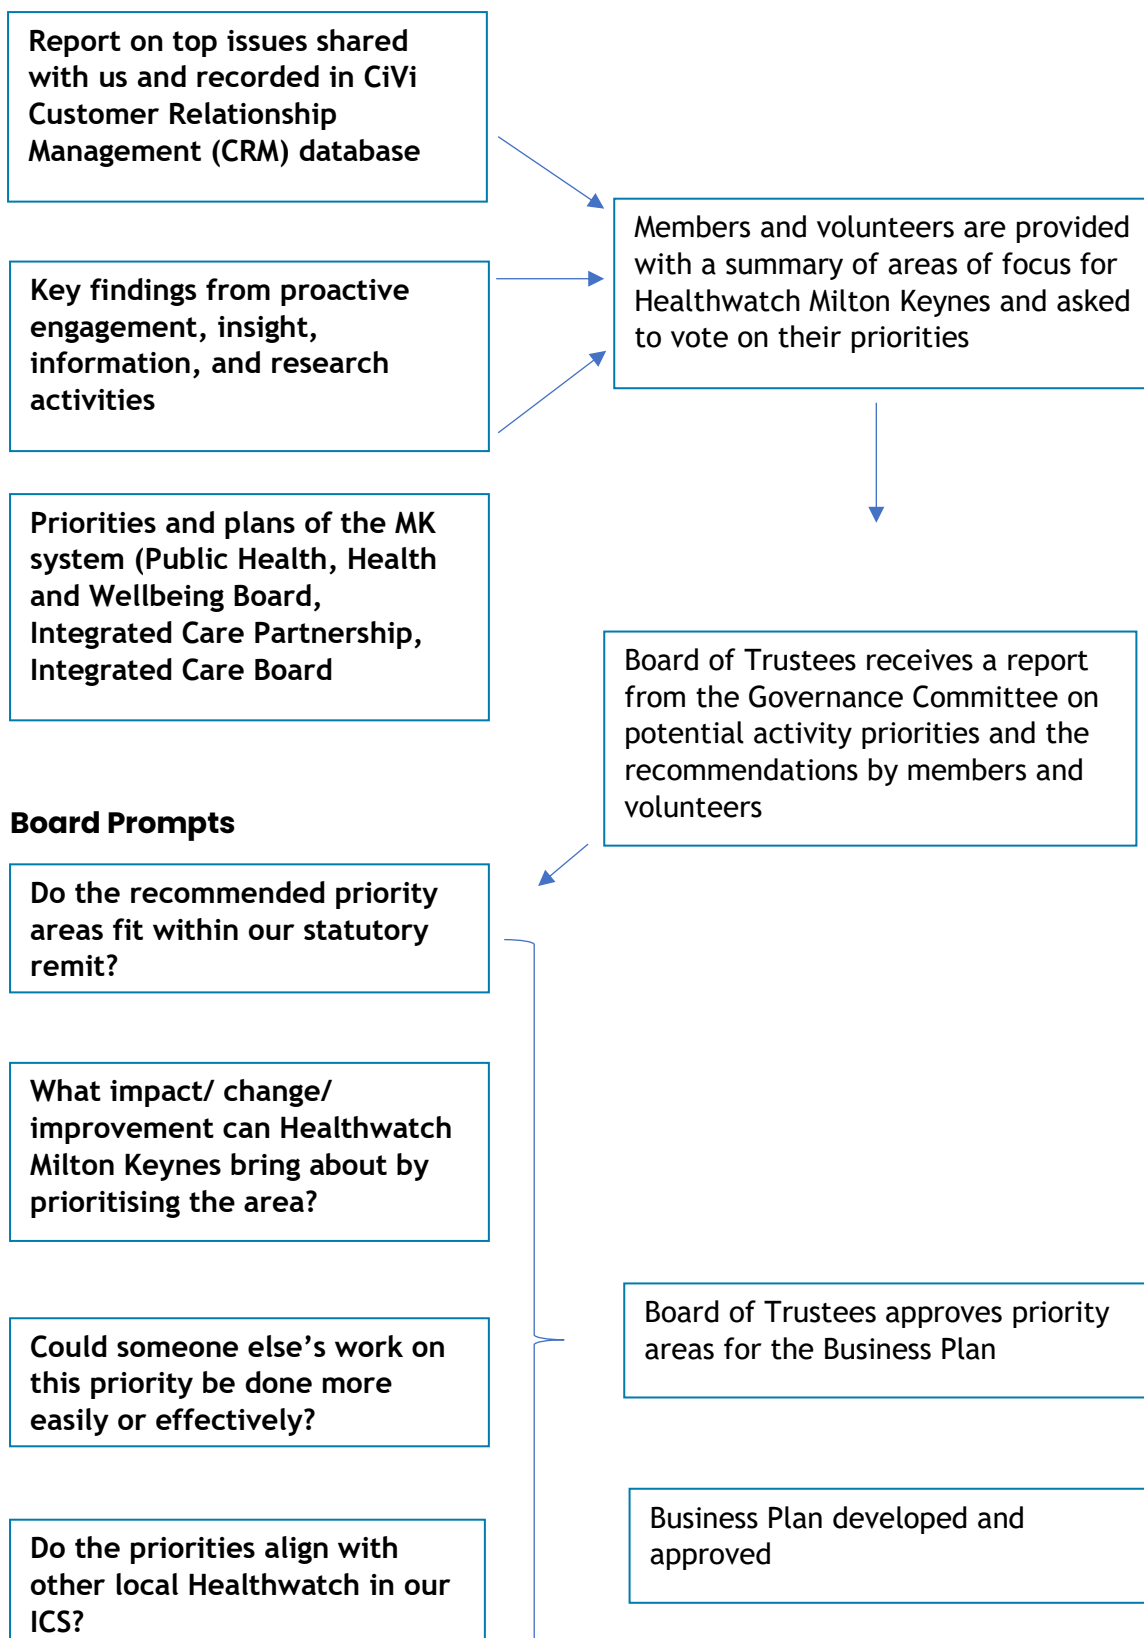 Report on top issues shared
with us and recorded in CiVi
Customer Relationship
Management (CRM) database
Key findings from proactive
engagement, insight,
information, and research
activities
Priorities and plans of the MK
system (Public Health, Health
and Wellbeing Board,
Integrated Care Partnership,
Integrated Care Board
Members and volunteers are provided
with a summary of areas of focus for
Healthwatch Milton Keynes and asked
to vote on their priorities
Board of Trustees receives a report
from the Governance Committee on
potential activity priorities and the
recommendations by members and
volunteers
Board Prompts
Do the recommended priority
areas fit within our statutory
remit?
What impact/ change/
improvement can Healthwatch
Milton Keynes bring about by
prioritising the area?
Could someone else’s work on
this priority be done more
easily or effectively?
Do the priorities align with
other local Healthwatch in our
ICS?
Board of Trustees approves priority
areas for the Business Plan
Business Plan developed and
approved